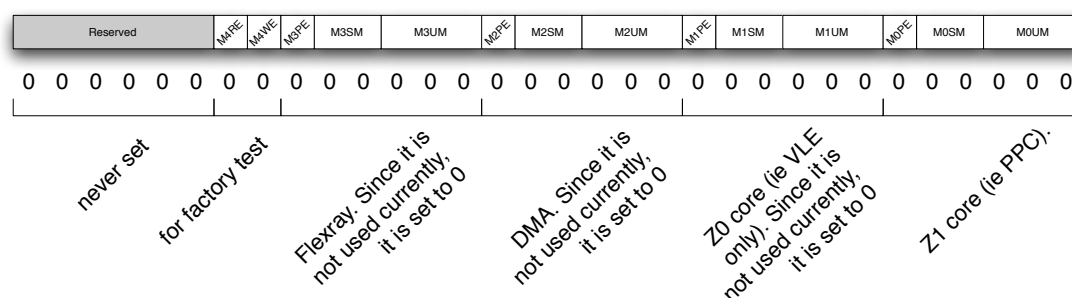 Reserved M4RE M4WE M3PE M3SM M3UM M2PE M2SM M2UM M1PE M1SM M1UM M0PE M0SM M0UM
0 0 0 0 0 0 0 0 0 0 0 0 0 0 0 0 0 0 0 0 0 0 0 0 0 0 0 0 0 0 0 0
never set
for factory test
Flexray. Since it is
not used currently,
it is set to 0
DMA. Since it is
not used currently,
it is set to 0
Z0 core (ie VLE
only). Since it is
not used currently,
it is set to 0
Z1 core (ie PPC).